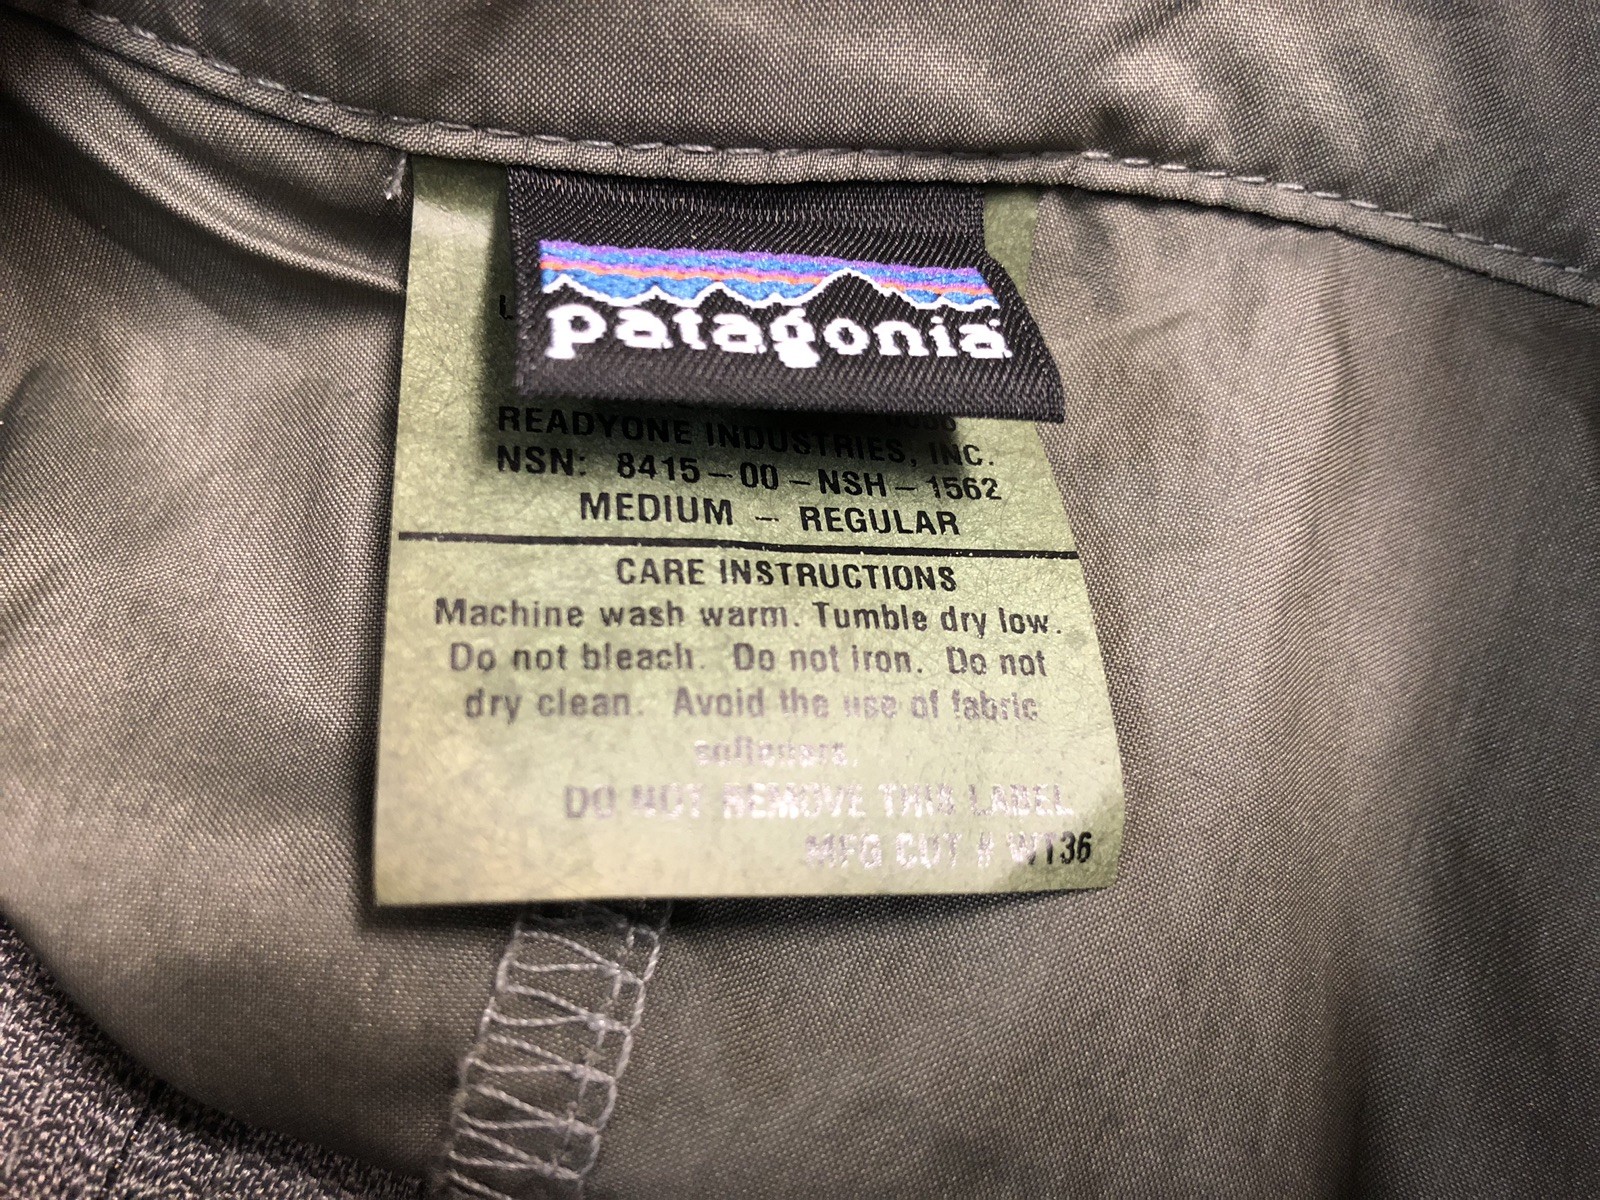 patagonia
READYONE INDUSTRIES, INC.
NSN: 8415-00-NSH-1562
MEDIUM - REGULAR
CARE INSTRUCTIONS
Machine wash warm. Tumble dry low.
Do not bleach. Do not iron. Do not
dry clean. Avoid the use of fabric
softeners.
DO NOT REMOVE THIS LABEL.
MFG CUT # W136